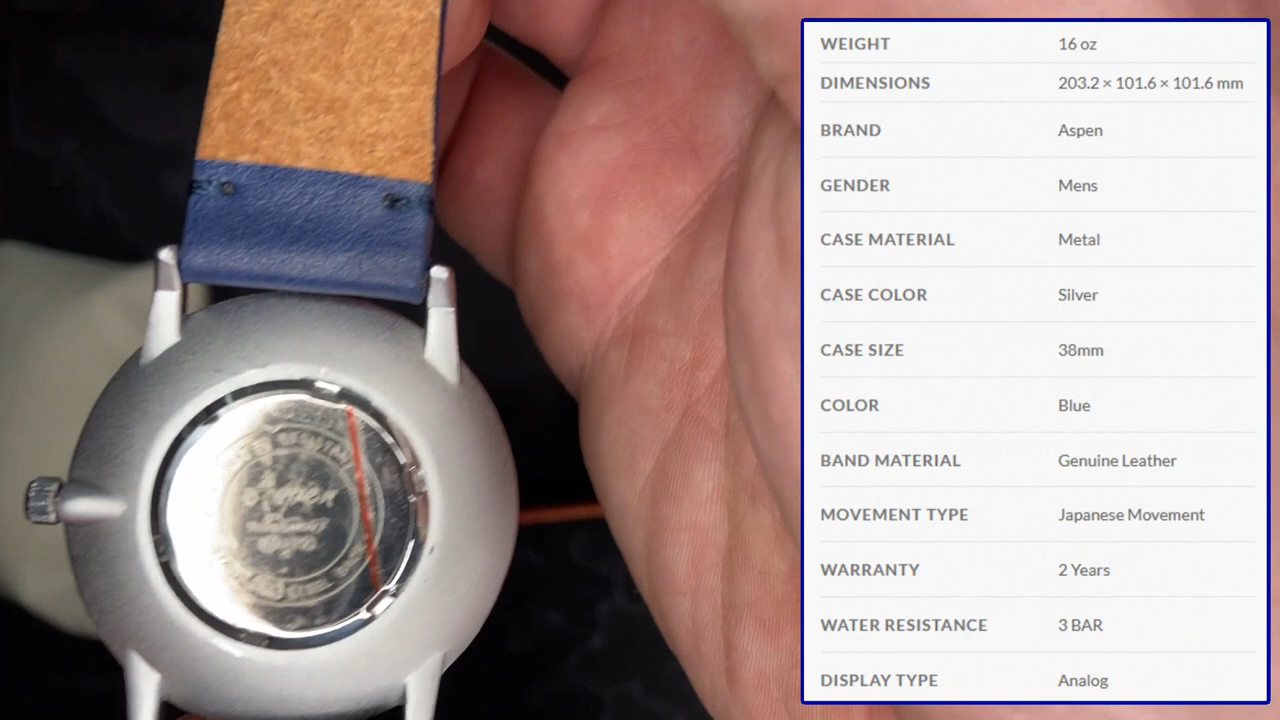 WEIGHT 16 oz
DIMENSIONS 203.2 × 101.6 × 101.6 mm
BRAND Aspen
GENDER Mens
CASE MATERIAL Metal
CASE COLOR Silver
CASE SIZE 38mm
COLOR Blue
BAND MATERIAL Genuine Leather
MOVEMENT TYPE Japanese Movement
WARRANTY 2 Years
WATER RESISTANCE 3 BAR
DISPLAY TYPE Analog